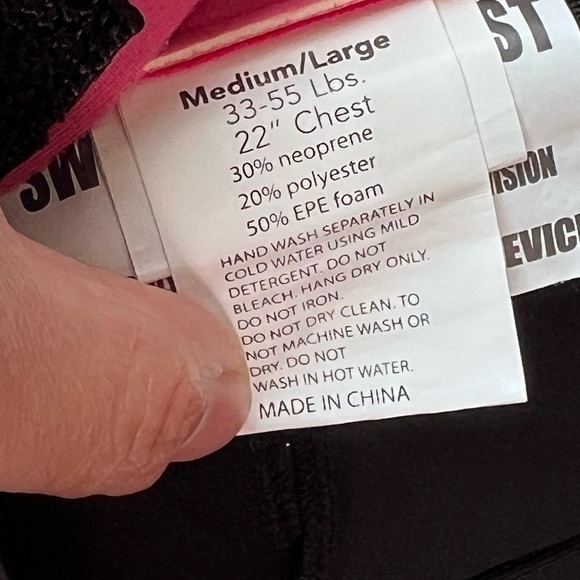 Medium/Large
33-55 Lbs.
22" Chest
30% neoprene
20% polyester
50% EPE foam
HAND WASH SEPARATELY IN
COLD WATER USING MILD
DETERGENT. DO NOT
BLEACH. HANG DRY ONLY.
DO NOT IRON.
DO NOT DRY CLEAN. TO
NOT MACHINE WASH OR
DRY. DO NOT
WASH IN HOT WATER.
MADE IN CHINA
SW
ST
ISION
EVIC